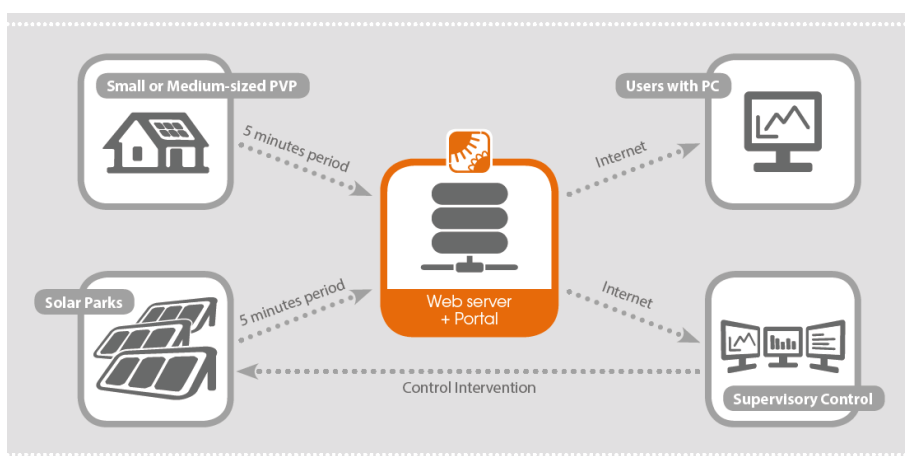 Small or Medium-sized PVP
Users with PC
5 minutes period
Internet
Web server
+ Portal
Solar Parks
5 minutes period
Internet
Control Intervention
Supervisory Control